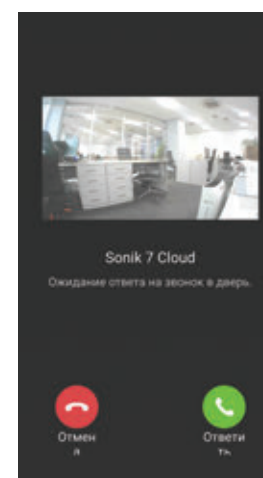 Sonik 7 Cloud
Ожидание ответа на звонок в дверь.
Отмен
а
Ответи
ть